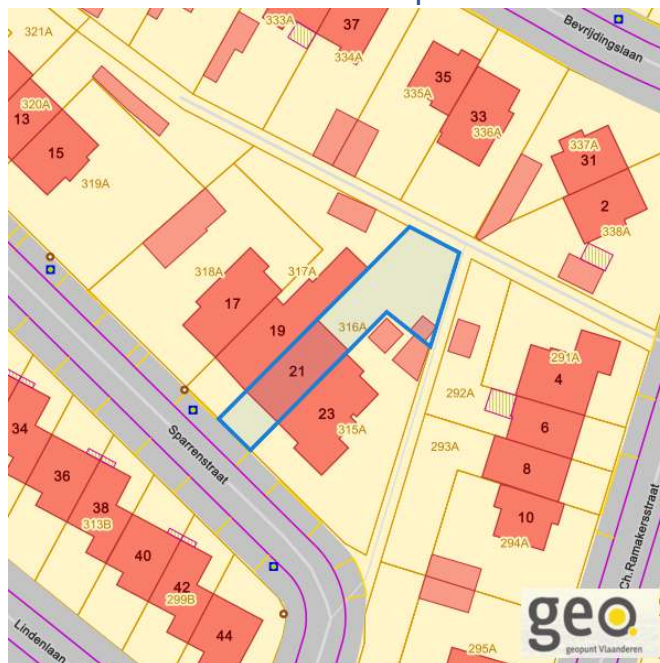 321A
333A
37
334A
Bevrijdingslaan
320A
13
15
319A
35
335A
33
336A
337A
31
2
338A
318A
317A
17
19
316A
21
23
315A
291A
4
292A
6
293A
8
10
294A
34
36
38
313B
40
42
299B
44
Sparrenstraat
Lindenlaan
Ch.Ramakersstraat
295A
geo
geopunt Vlaanderen